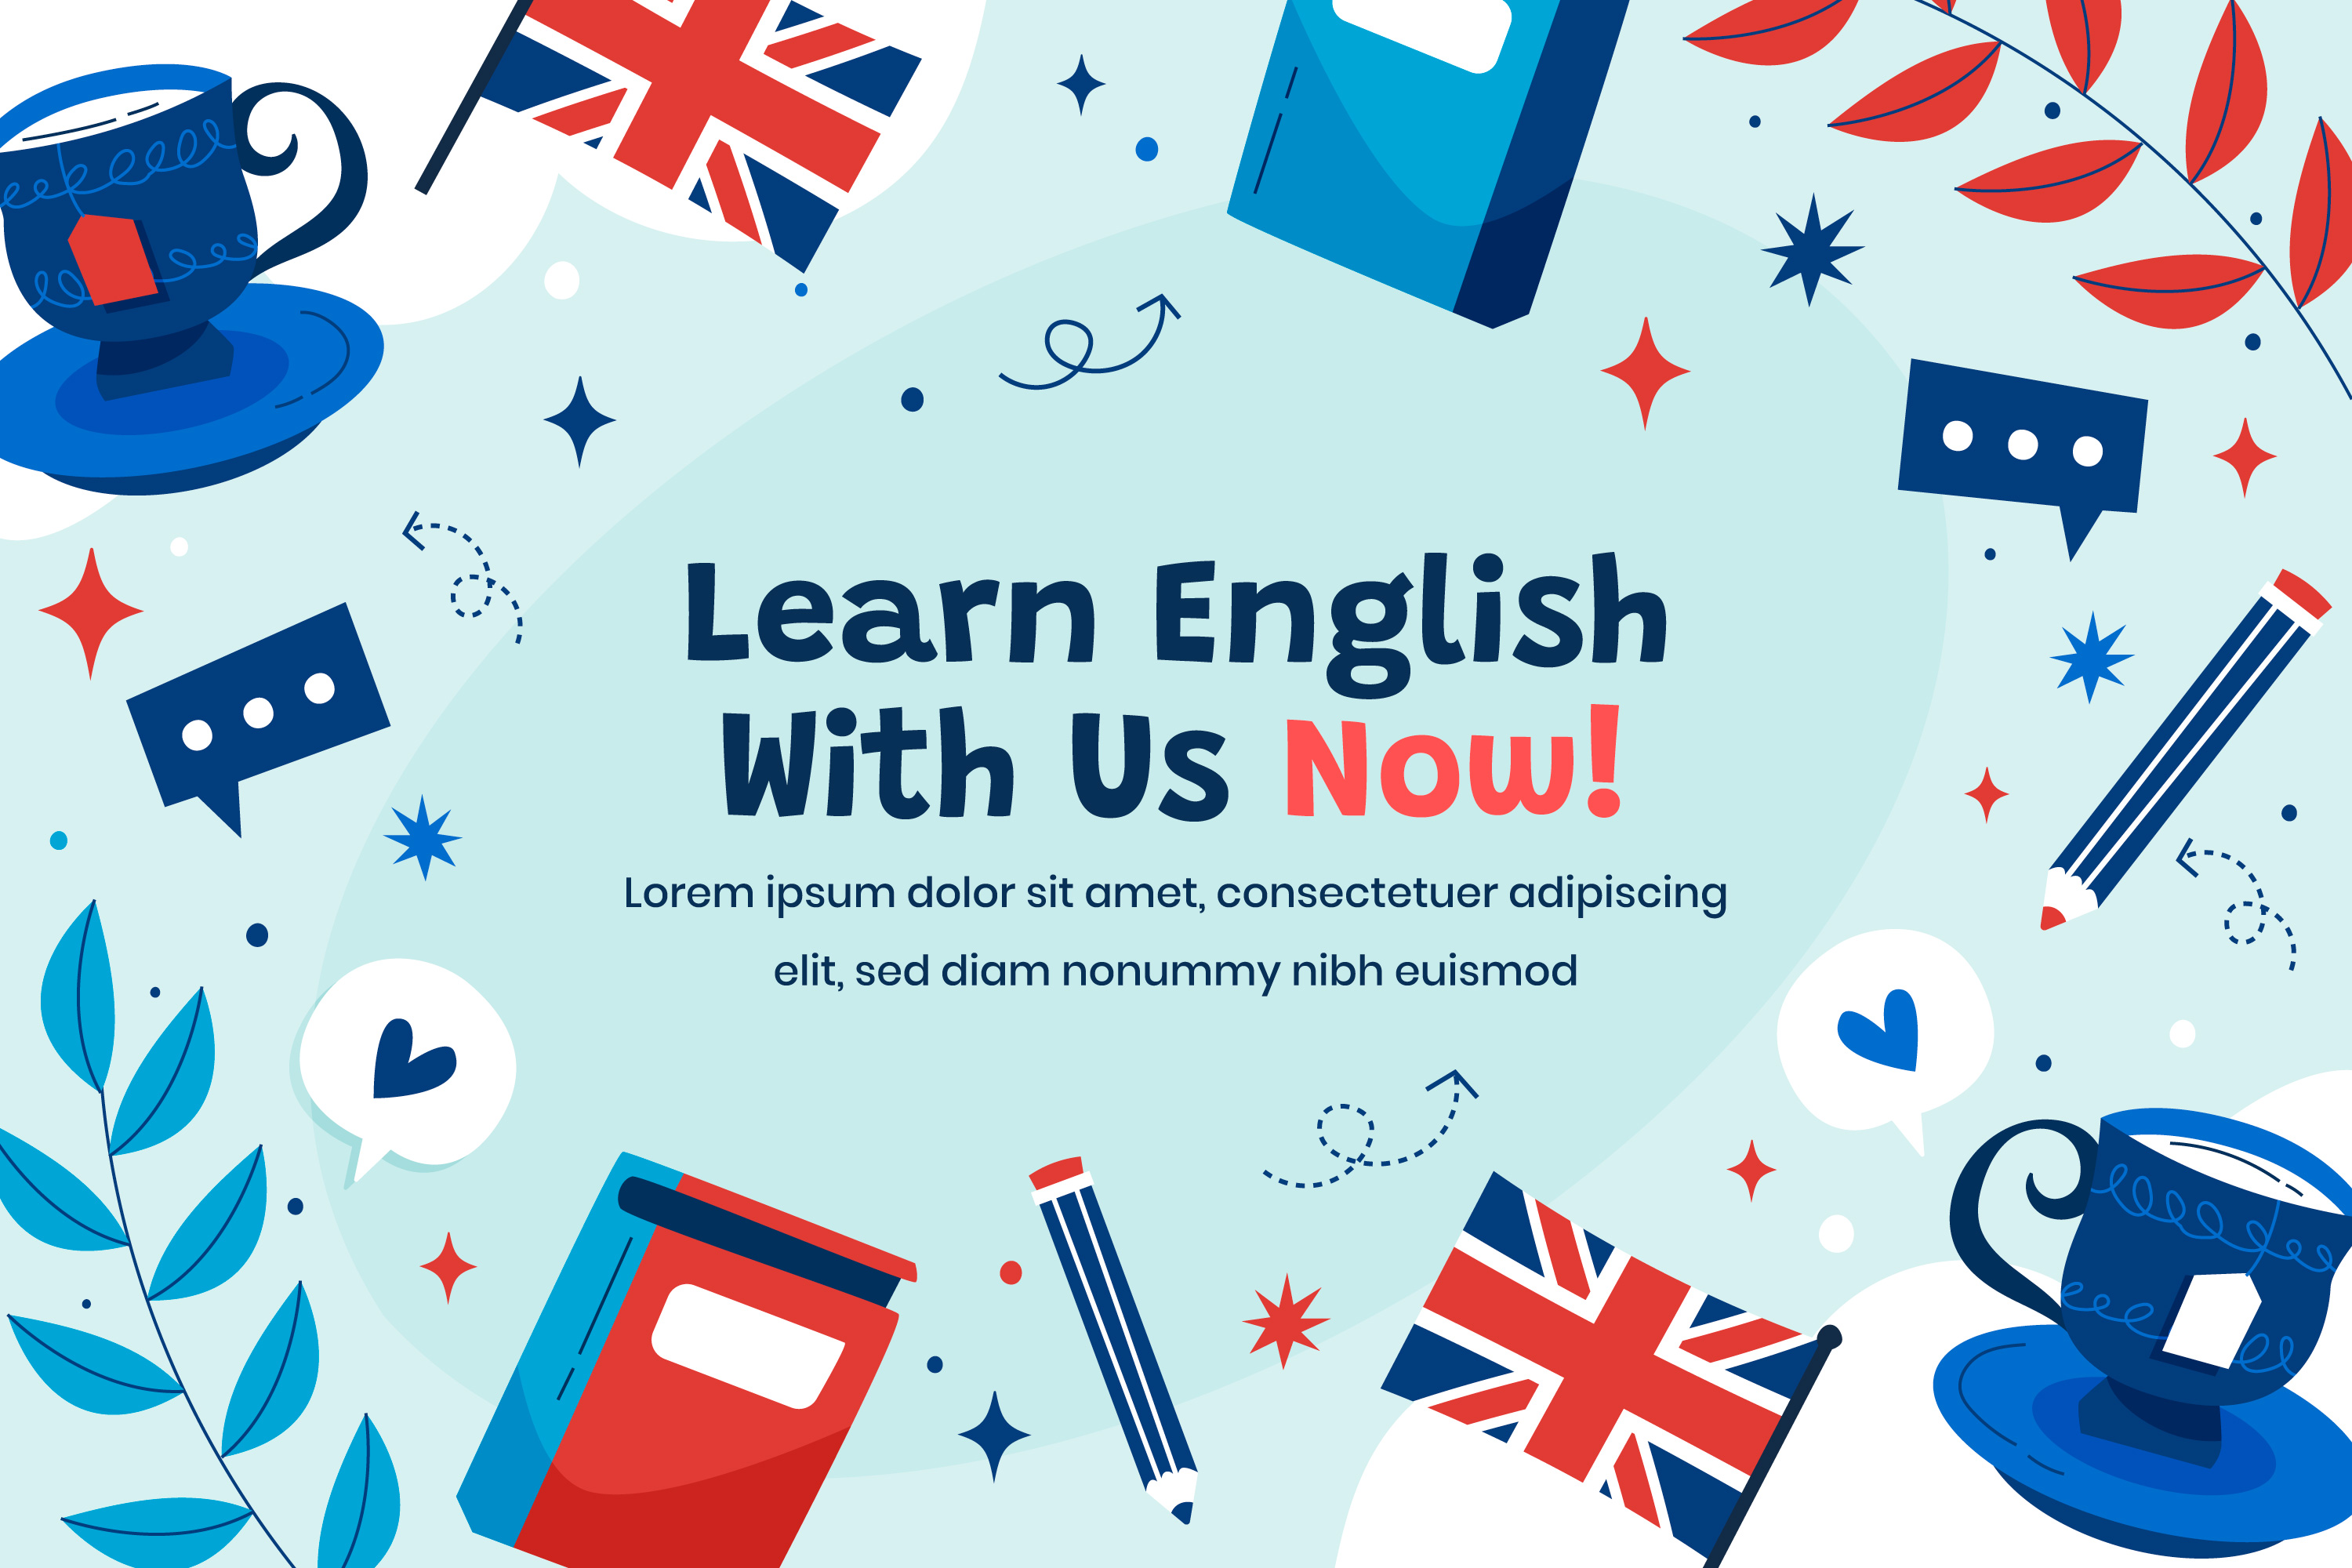 Learn English
With Us Now!
Lorem ipsum dolor sit amet, consectetuer adipiscing
elit, sed diam nonummy nibh euismod